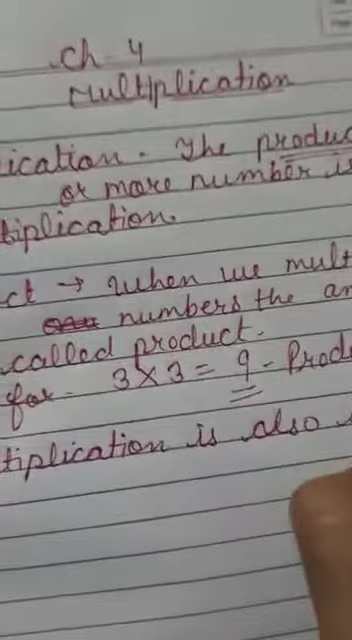 Ch - 4
Multiplication
ication - The produc
or more number is
tiplication.
ct → When we mult
numbers the an
called product.
for - 3 × 3 = 9 - Produ
tiplication is also